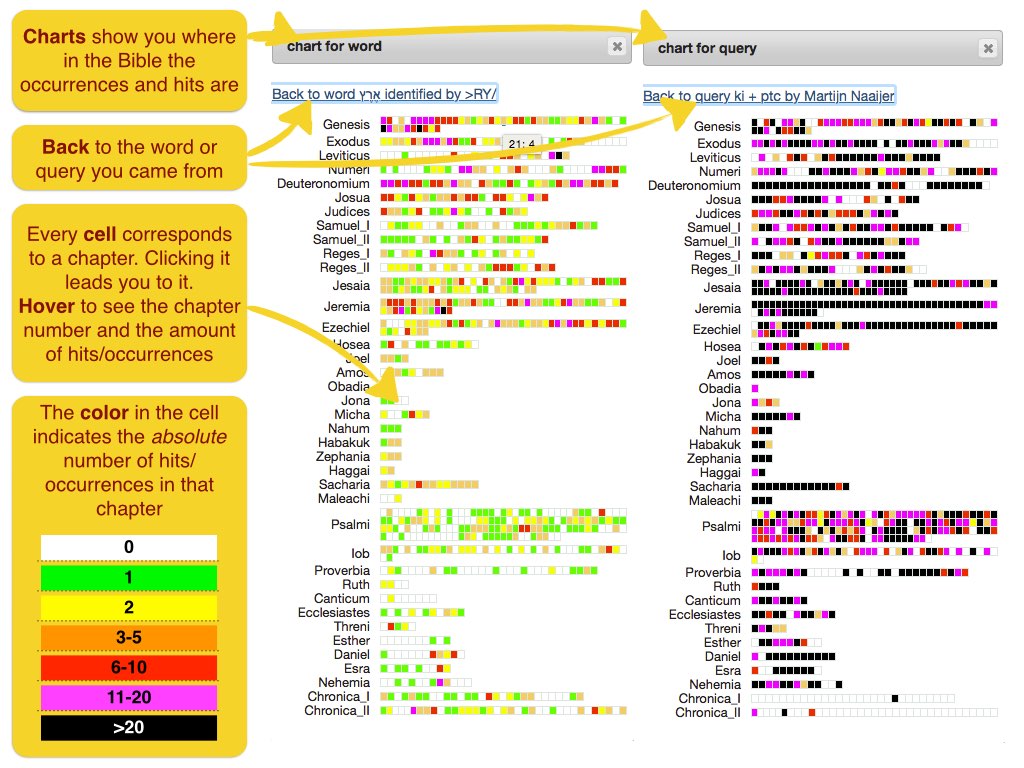 Charts show you where
in the Bible the
occurrences and hits are
Back to the word or
query you came from
Every cell corresponds
to a chapter. Clicking it
leads you to it.
Hover to see the chapter
number and the amount
of hits/occurrences
The color in the cell
indicates the absolute
number of hits/
occurrences in that
chapter
0
1
2
3-5
6-10
11-20
>20
chart for word
Back to word ארץ identified by >RY/
Genesis
Exodus
21: 4
Leviticus
Numeri
Deuteronomium
Josua
Judices
Samuel_I
Samuel_II
Reges_I
Reges_II
Jesaia
Jeremia
Ezechiel
Hosea
Joel
Amos
Obadia
Jona
Micha
Nahum
Habakuk
Zephania
Haggai
Sacharia
Maleachi
Psalmi
Iob
Proverbia
Ruth
Canticum
Ecclesiastes
Threni
Esther
Daniel
Esra
Nehemia
Chronica_I
Chronica_II
chart for query
Back to query ki + ptc by Martijn Naaijer
Genesis
Exodus
Leviticus
Numeri
Deuteronomium
Josua
Judices
Samuel_I
Samuel_II
Reges_I
Reges_II
Jesaia
Jeremia
Ezechiel
Hosea
Joel
Amos
Obadia
Jona
Micha
Nahum
Habakuk
Zephania
Haggai
Sacharia
Maleachi
Psalmi
Iob
Proverbia
Ruth
Canticum
Ecclesiastes
Threni
Esther
Daniel
Esra
Nehemia
Chronica_I
Chronica_II